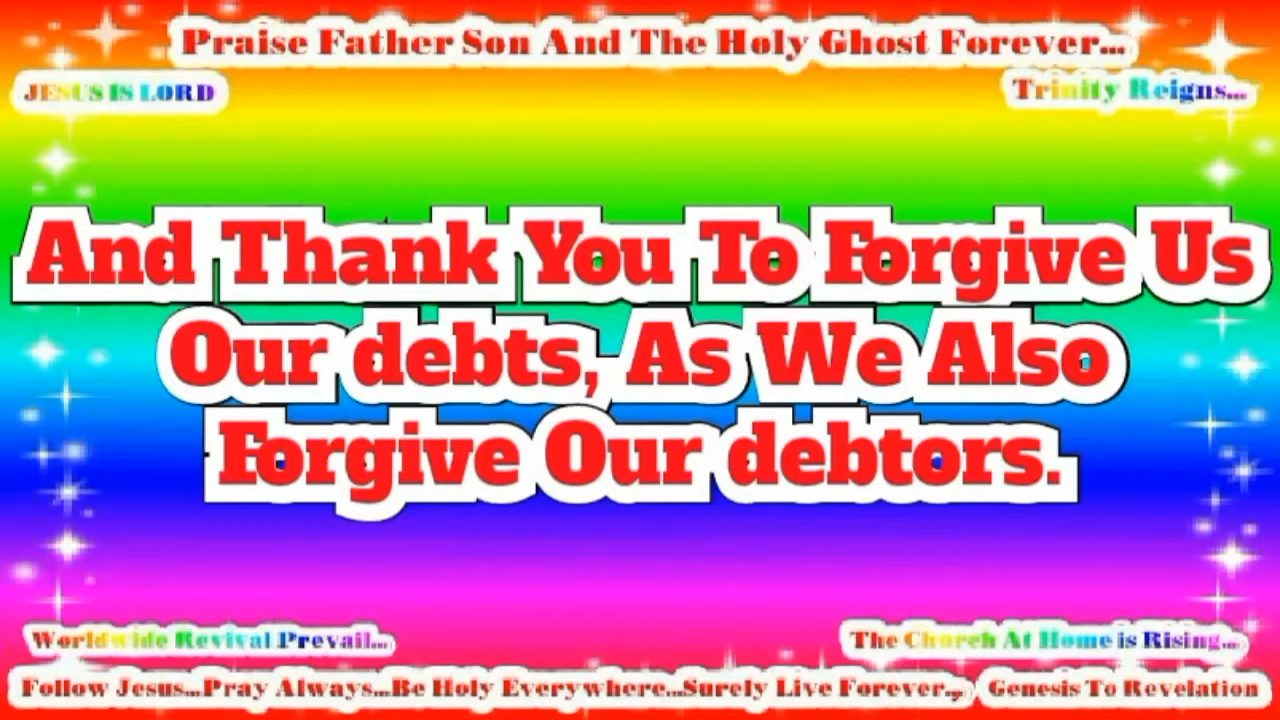 Praise Father Son And The Holy Ghost Forever...
JESUS IS LORD
Trinity Reigns...
And Thank You To Forgive Us
Our debts, As We Also
Forgive Our debtors.
Worldwide Revival Prevail...
The Church At Home is Rising...
Follow Jesus...Pray Always...Be Holy Everywhere...Surely Live Forever...,
Genesis To Revelation